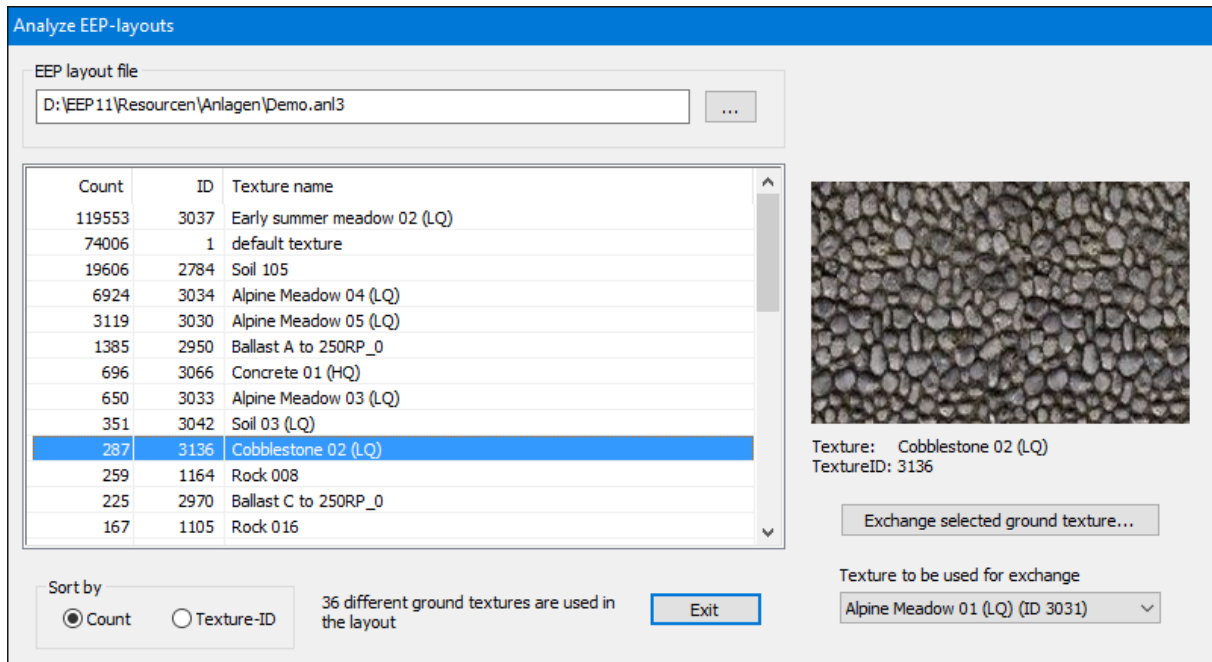 Analyze EEP-layouts
EEP layout file
D:\EEP11\Resourcen\Anlagen\Demo.anl3
...
Count ID Texture name
119553 3037 Early summer meadow 02 (LQ)
74006 1 default texture
19606 2784 Soil 105
6924 3034 Alpine Meadow 04 (LQ)
3119 3030 Alpine Meadow 05 (LQ)
1385 2950 Ballast A to 250RP_0
696 3066 Concrete 01 (HQ)
650 3033 Alpine Meadow 03 (LQ)
351 3042 Soil 03 (LQ)
287 3136 Cobblestone 02 (LQ)
259 1164 Rock 008
225 2970 Ballast C to 250RP_0
167 1105 Rock 016
Texture: Cobblestone 02 (LQ)
TextureID: 3136
Exchange selected ground texture...
Texture to be used for exchange
Alpine Meadow 01 (LQ) (ID 3031)
Sort by
Count Texture-ID
36 different ground textures are used in
the layout
Exit